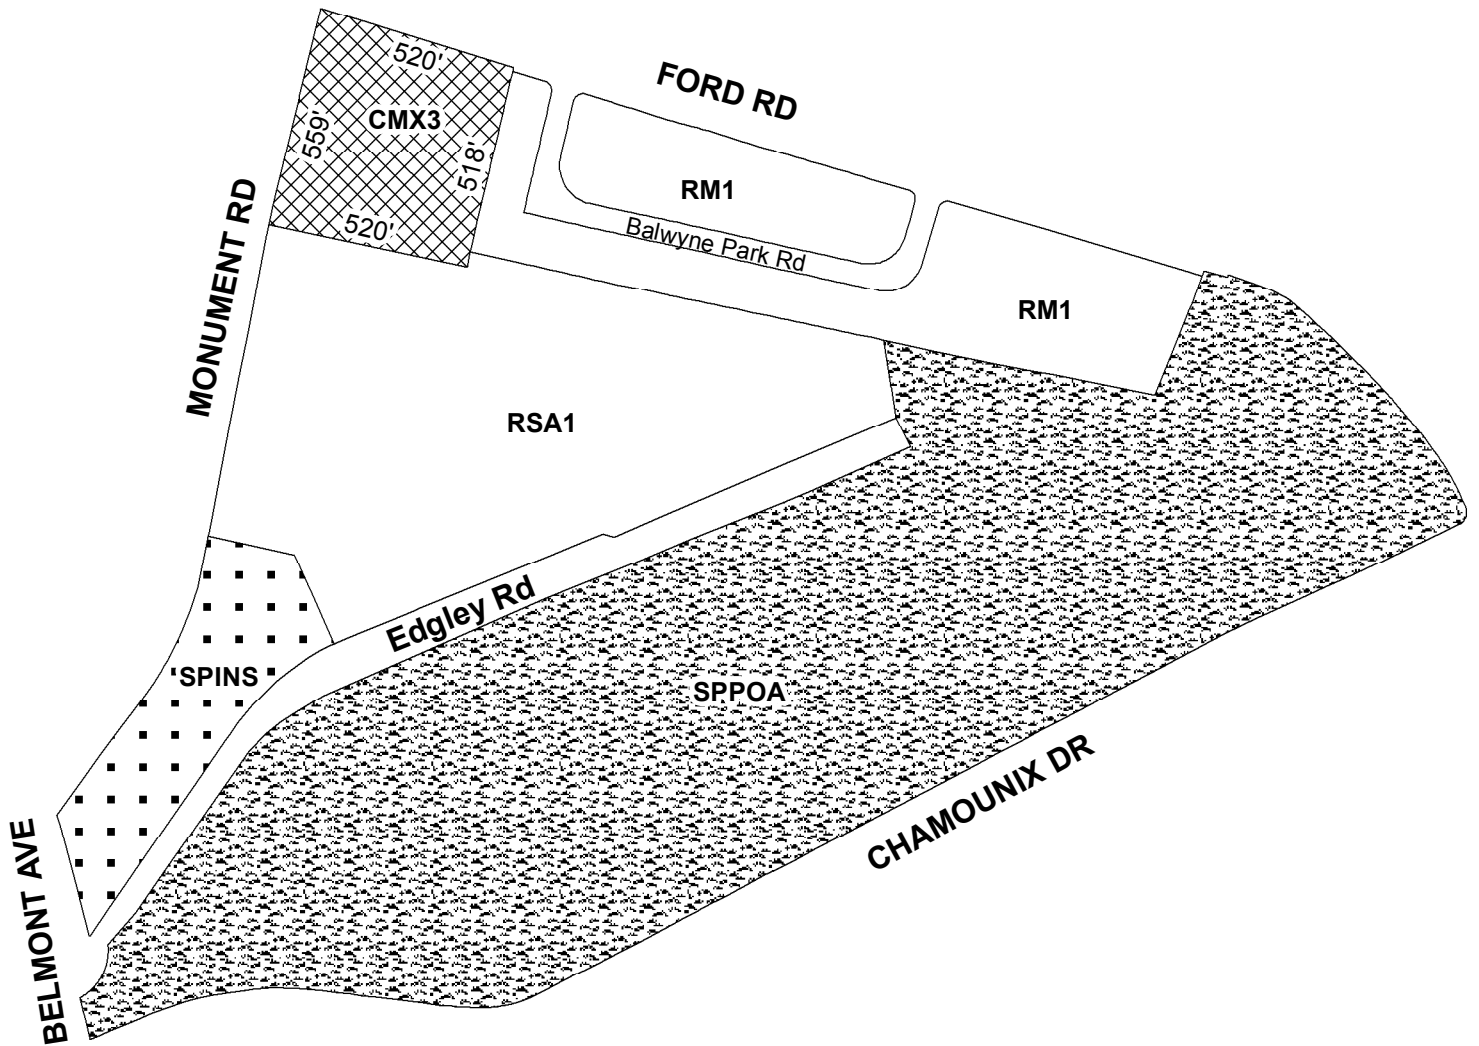 520'
FORD RD
CMX3
559'
518'
RM1
520'
Balwyne Park Rd
MONUMENT RD
RM1
RSA1
Edgley Rd
SPINS
SPPOA
CHAMOUNIX DR
BELMONT AVE